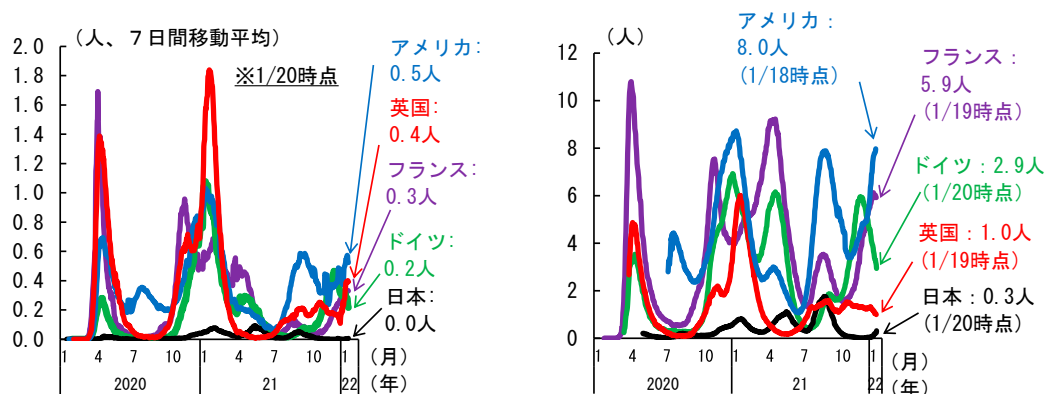 （人、７日間移動平均）
※1/20時点
アメリカ:
0.5人
英国:
0.4人
フランス:
0.3人
ドイツ:
0.2人
日本:
0.0人
2.0
1.8
1.6
1.4
1.2
1.0
0.8
0.6
0.4
0.2
0.0
1 4 7 10 1 4 7 10 1 （月）
2020 21 22 （年）
（人）
アメリカ：
8.0人
(1/18時点)
フランス：
5.9人
(1/19時点)
ドイツ：2.9人
(1/20時点)
英国：1.0人
(1/19時点)
日本：0.3人
(1/20時点)
12
10
8
6
4
2
0
1 4 7 10 1 4 7 10 1 （月）
2020 21 22 （年）